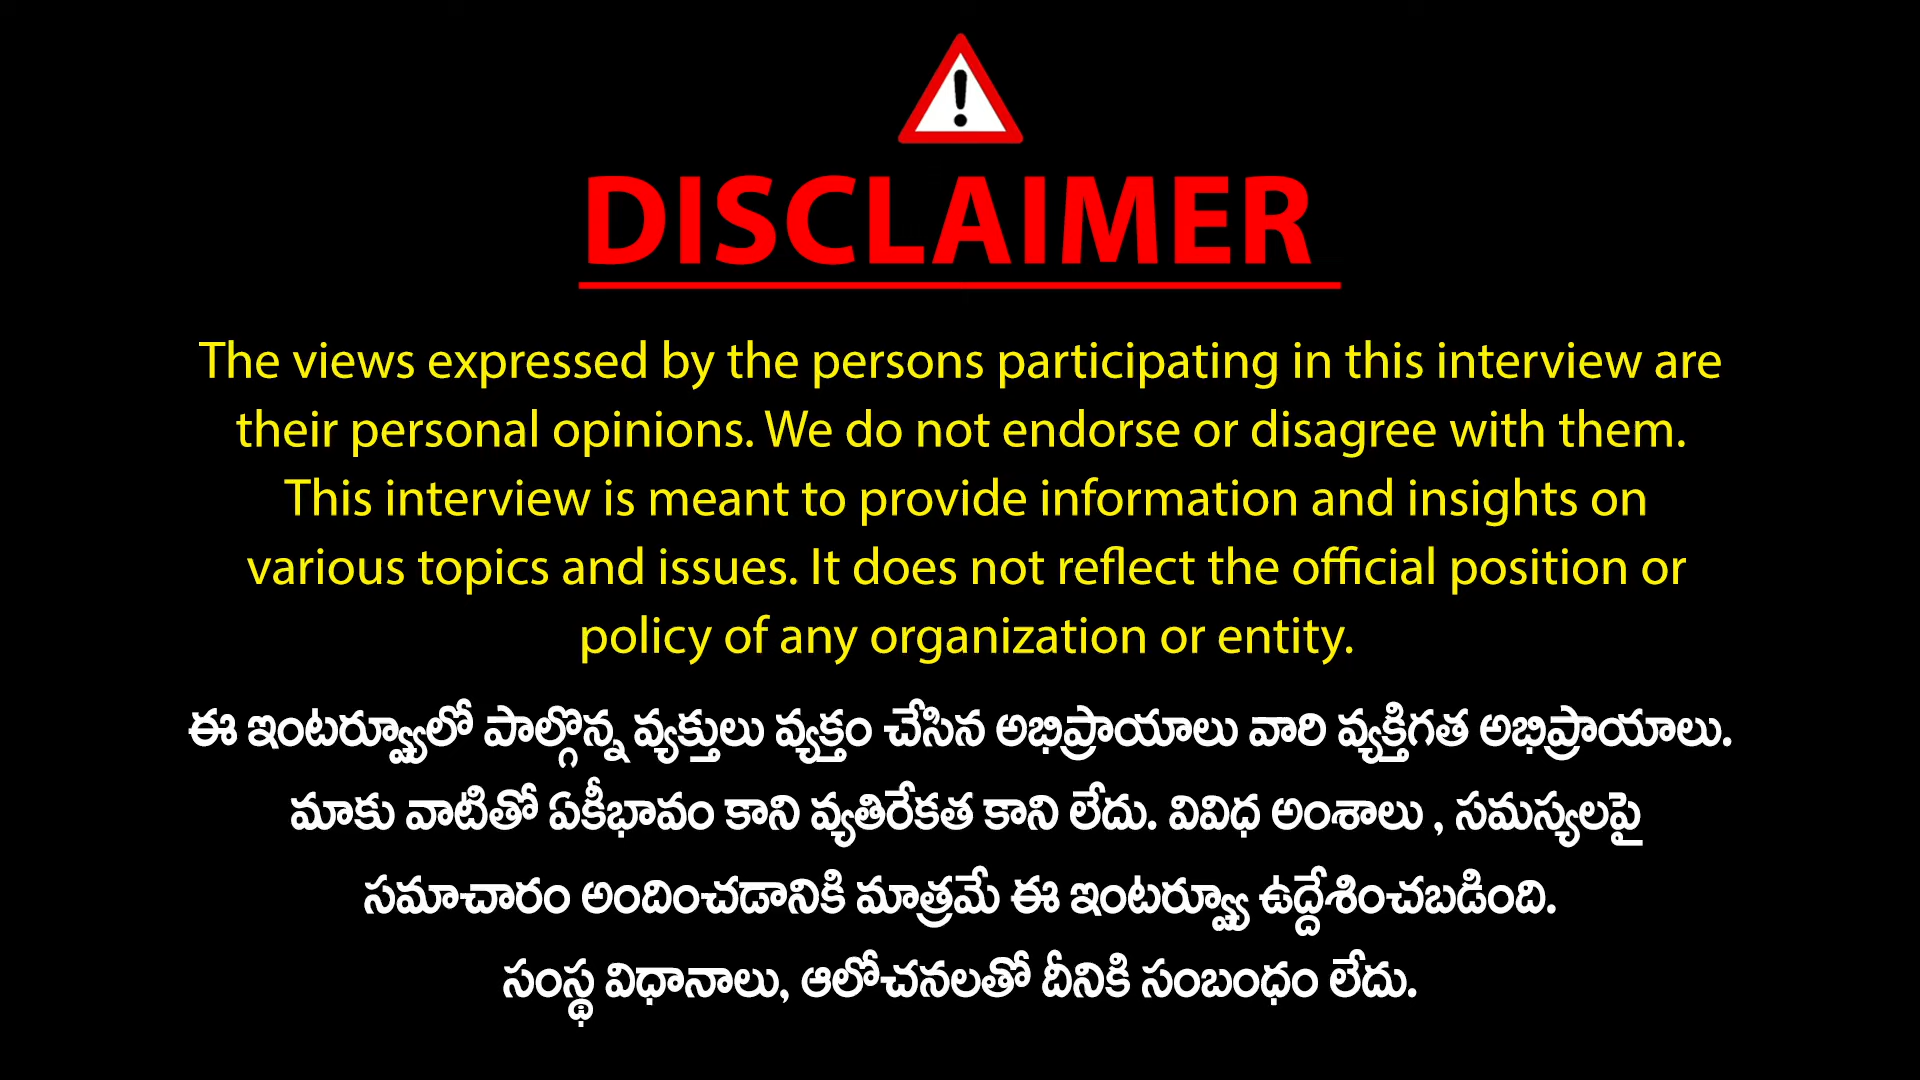 DISCLAIMER
The views expressed by the persons participating in this interview are
their personal opinions. We do not endorse or disagree with them.
This interview is meant to provide information and insights on
various topics and issues. It does not reflect the official position or
policy of any organization or entity.
ఈ ఇంటర్వ్యూలో పాల్గొన్న వ్యక్తులు వ్యక్తం చేసిన అభిప్రాయాలు వారి వ్యక్తిగత అభిప్రాయాలు.
మాకు వాటితో ఏకీభావం కాని వ్యతిరేకత కాని లేదు. వివిధ అంశాలు , సమస్యలపై
సమాచారం అందించడానికి మాత్రమే ఈ ఇంటర్వ్యూ ఉద్దేశించబడింది.
సంస్థ విధానాలు, ఆలోచనలతో దీనికి సంబంధం లేదు.